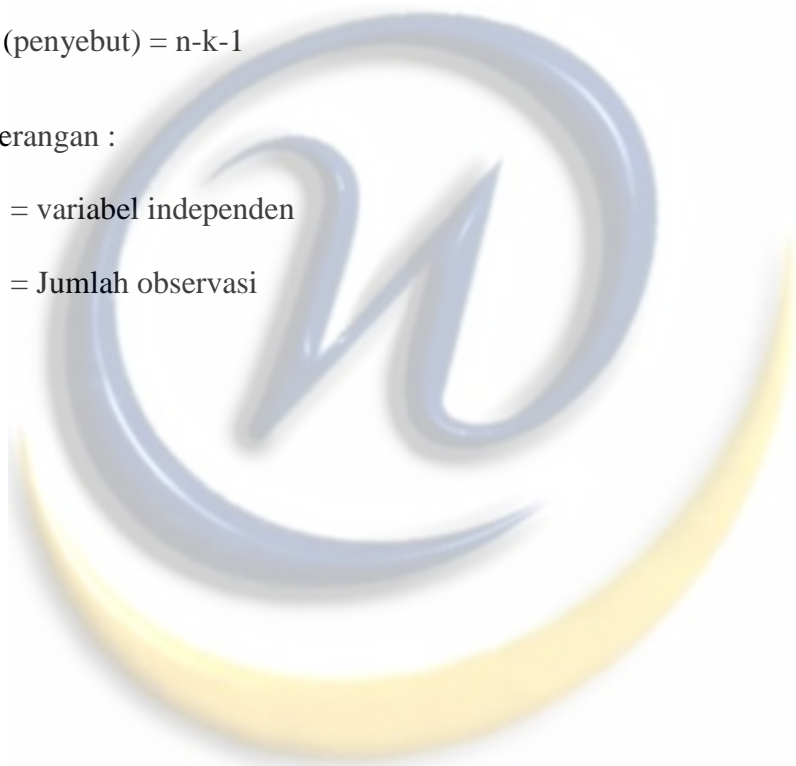 (penyebut) = n-k-1
erangan :
= variabel independen
= Jumlah observasi